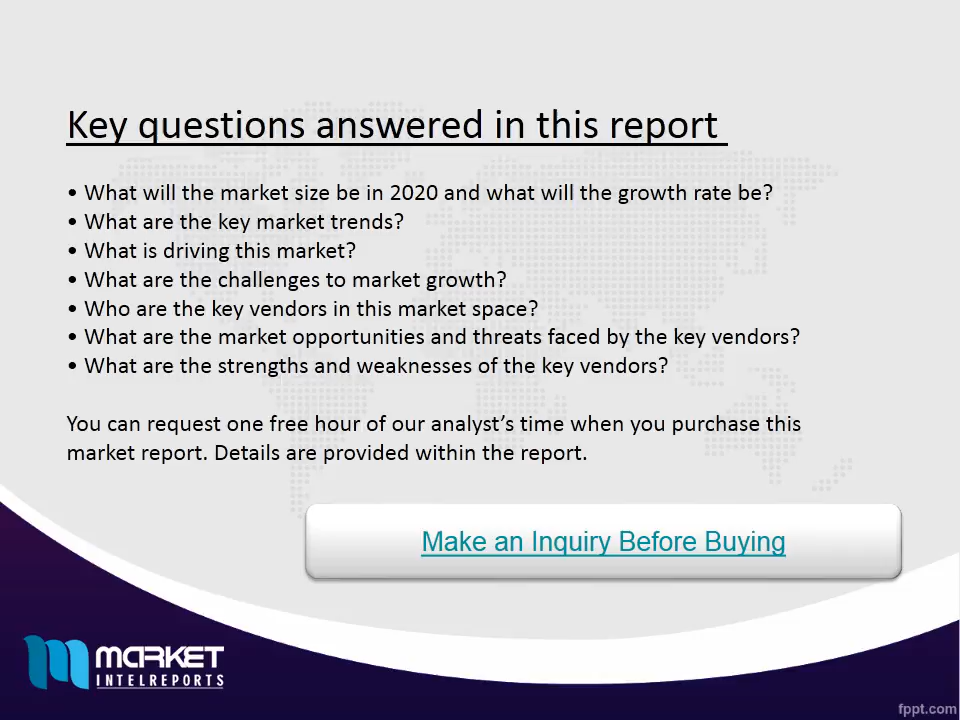 Key questions answered in this report
• What will the market size be in 2020 and what will the growth rate be?
• What are the key market trends?
• What is driving this market?
• What are the challenges to market growth?
• Who are the key vendors in this market space?
• What are the market opportunities and threats faced by the key vendors?
• What are the strengths and weaknesses of the key vendors?
You can request one free hour of our analyst’s time when you purchase this
market report. Details are provided within the report.
Make an Inquiry Before Buying
MARKET
INTELREPORTS
fppt.com